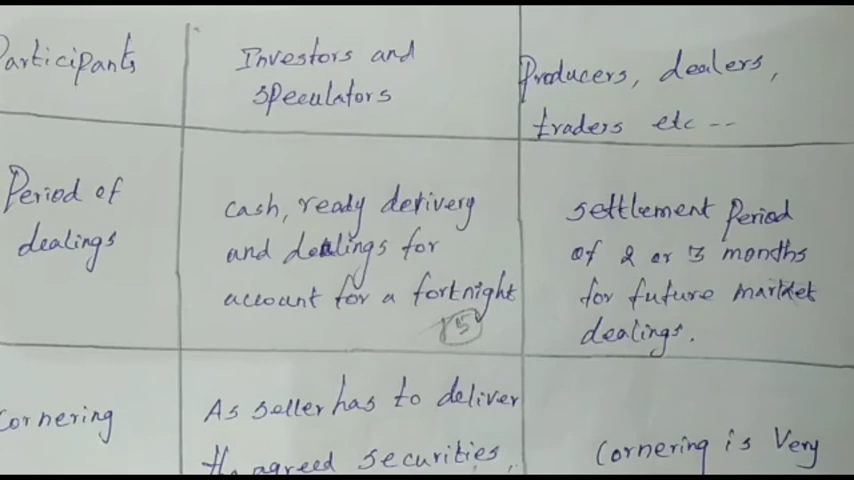 Participants
Investors and
speculators
Producers, dealers,
traders etc --
Period of
dealings
cash, ready derivery
and dealings for
account for a fortnight
15
settlement Period
of 2 or 3 months
for future market
dealings.
Cornering
As seller has to deliver
the agreed securities,
Cornering is Very